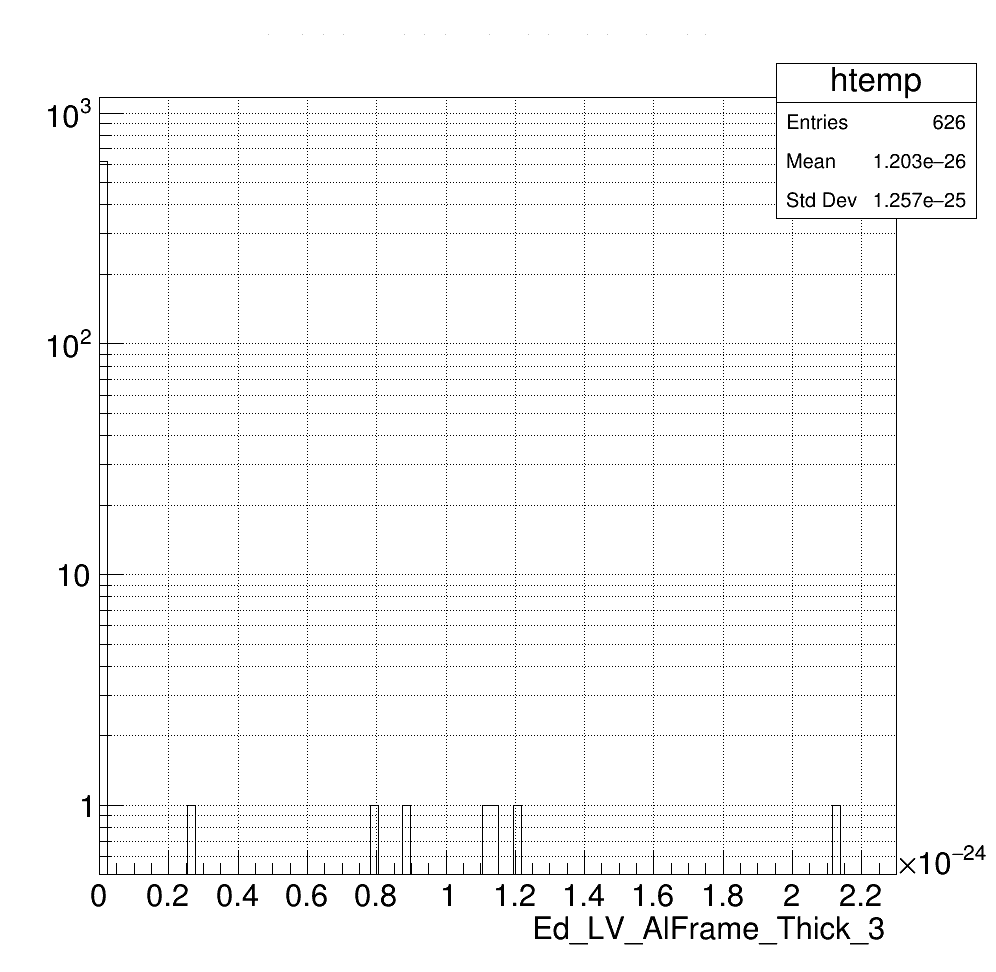 htemp
Entries 626
Mean 1.203e−26
Std Dev 1.257e−25
10³
10²
10
1
0 0.2 0.4 0.6 0.8 1 1.2 1.4 1.6 1.8 2 2.2
×10⁻²⁴
Ed_LV_AlFrame_Thick_3